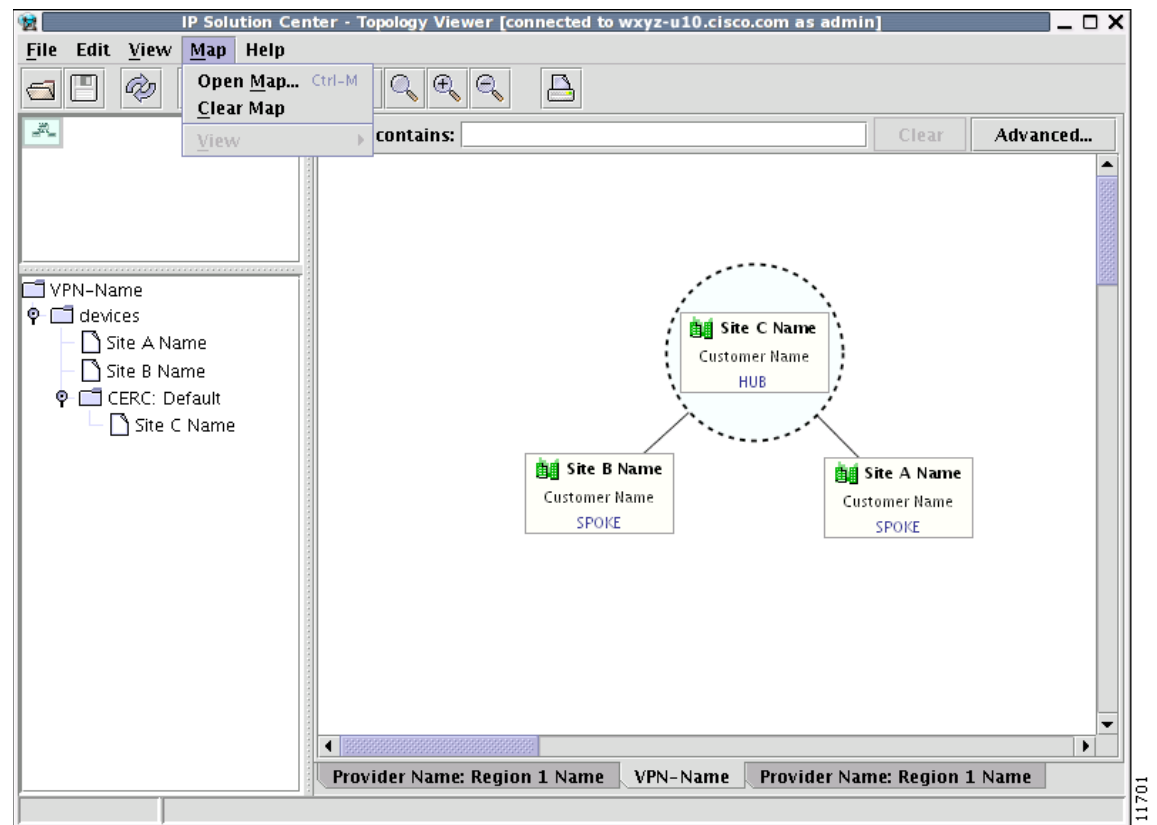 IP Solution Center - Topology Viewer [connected to wxyz-u10.cisco.com as admin]
File Edit View Map Help
Open Map... Ctrl-M
Clear Map
View
contains:
Clear
Advanced...
VPN-Name
devices
Site A Name
Site B Name
CERC: Default
Site C Name
Site C Name
Customer Name
HUB
Site B Name
Customer Name
SPOKE
Site A Name
Customer Name
SPOKE
Provider Name: Region 1 Name
VPN-Name
Provider Name: Region 1 Name
11701